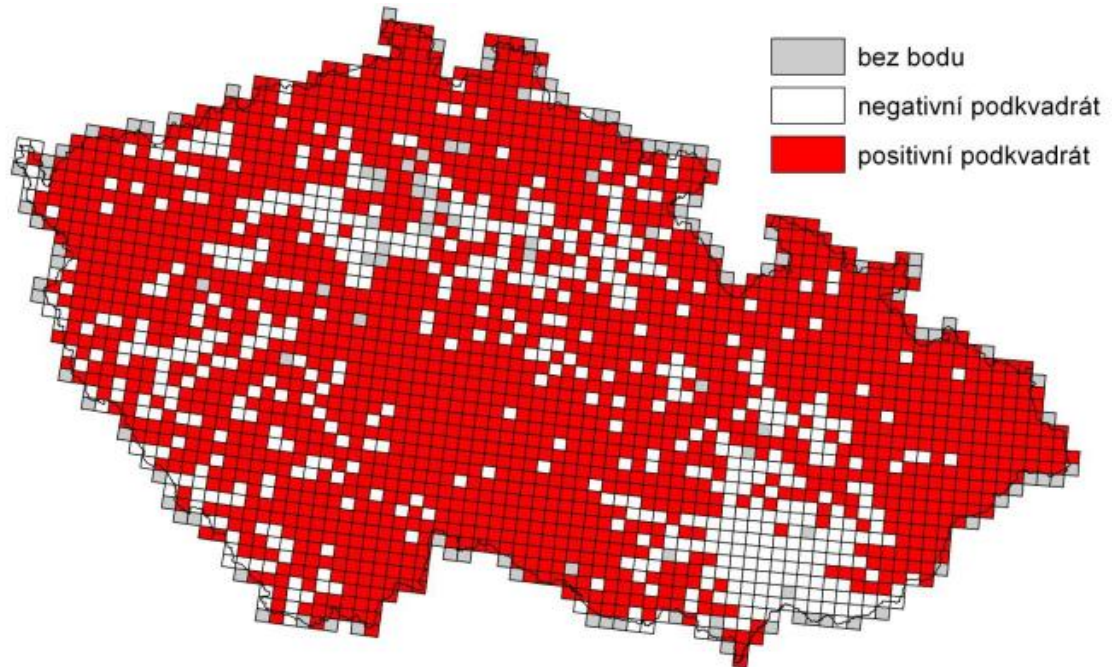 bez bodu
negativní podkvadrát
positivní podkvadrát